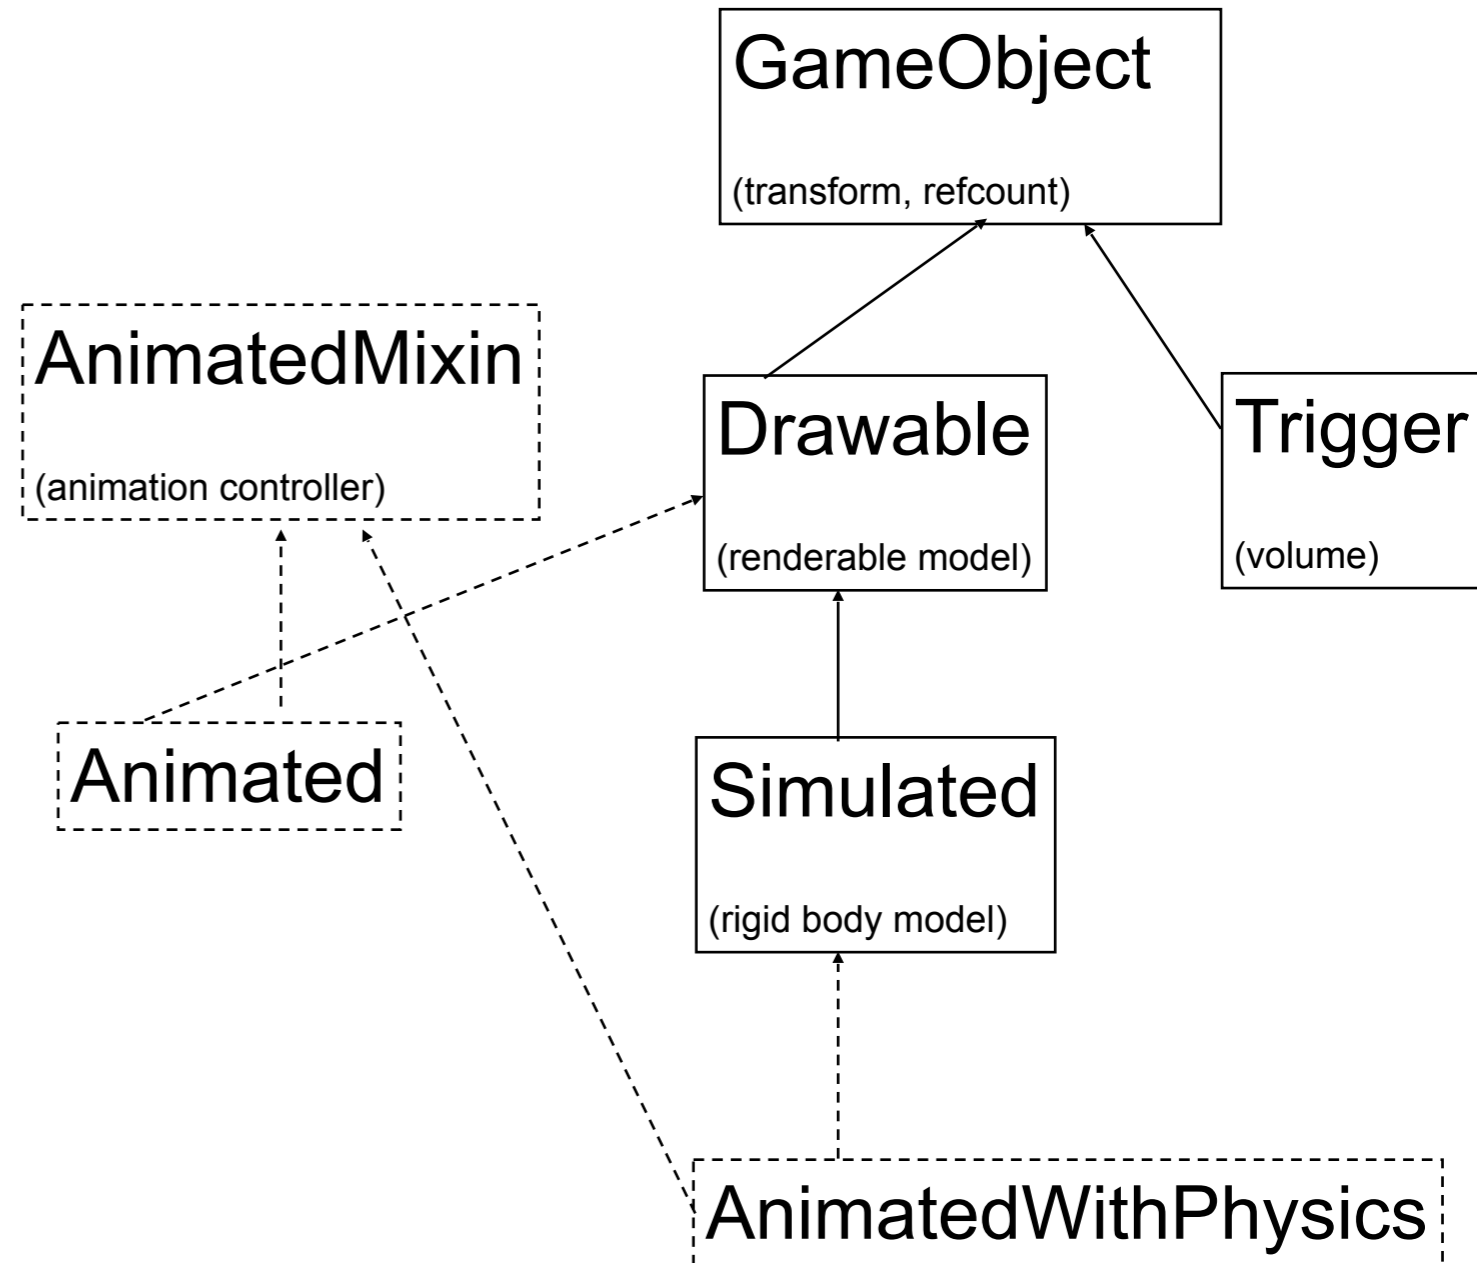 GameObject
(transform, refcount)
AnimatedMixin
(animation controller)
Drawable
(renderable model)
Trigger
(volume)
Animated
Simulated
(rigid body model)
AnimatedWithPhysics